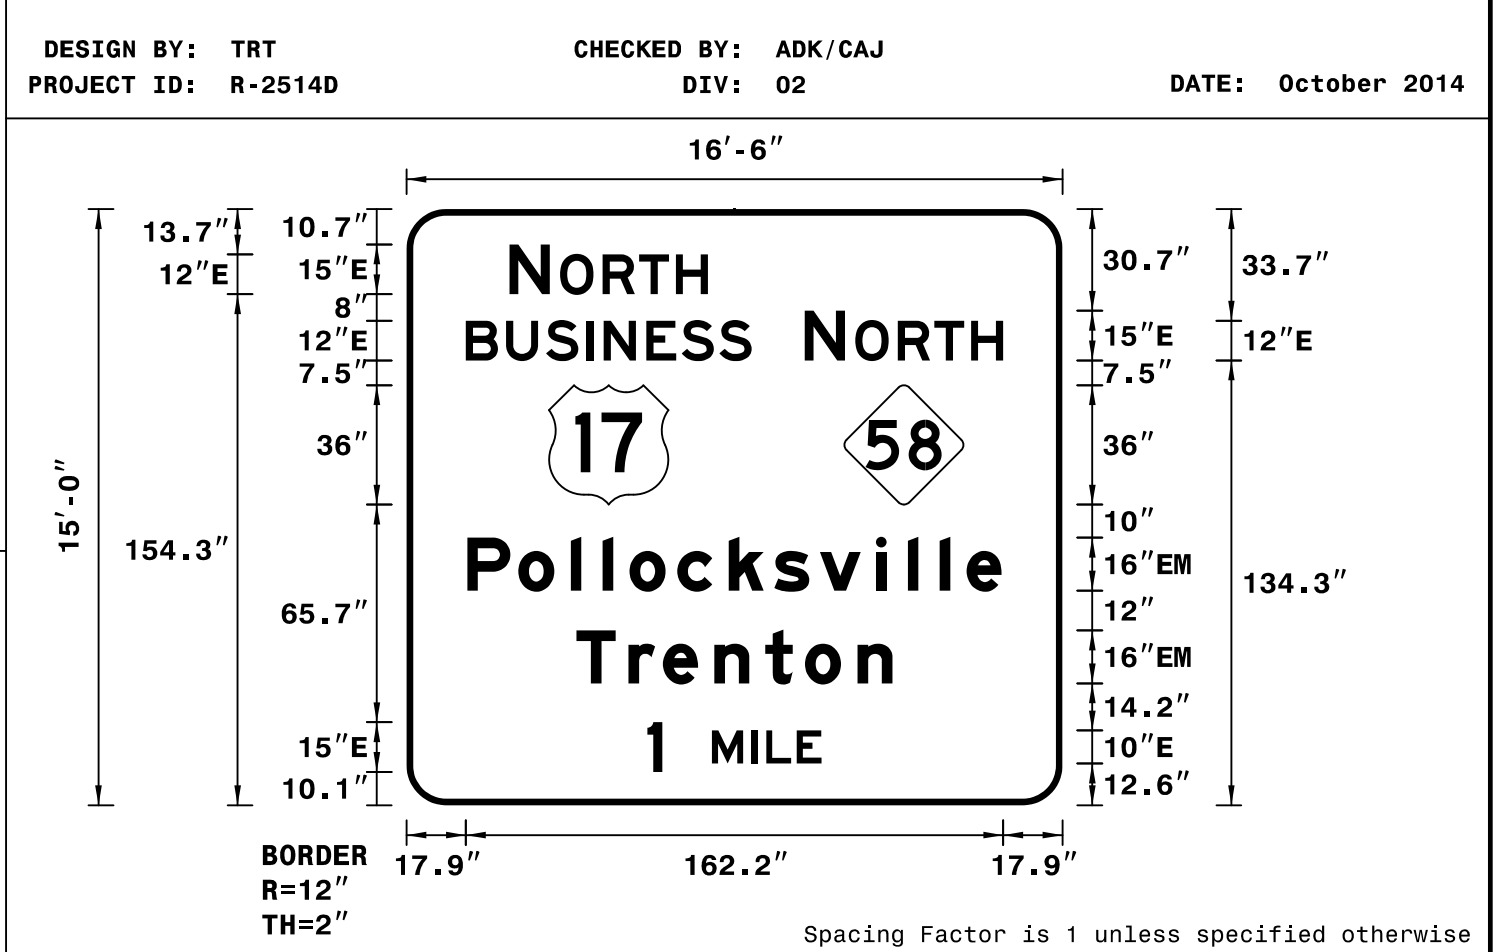 DESIGN BY: TRT CHECKED BY: ADK/CAJ
PROJECT ID: R-2514D DIV: 02 DATE: October 2014
16′-6″
13.7″ 10.7″
12″E 15″E
8″
12″E
7.5″
36″
15′-0″
154.3″
65.7″
15″E
10.1″
NORTH
BUSINESS NORTH
17 58
Pollocksville
Trenton
1 MILE
30.7″ 33.7″
15″E 12″E
7.5″
36″
10″
16″EM
134.3″
12″
16″EM
14.2″
10″E
12.6″
17.9″ 162.2″ 17.9″
BORDER
R=12″
TH=2″
Spacing Factor is 1 unless specified otherwise